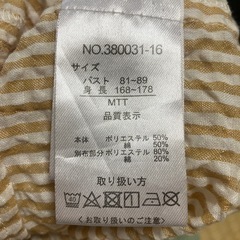 NO.380031-16
サイズ
バスト 81~89
身長 168~178
MTT
品質表示
本体 ポリエステル 50%
綿 50%
別布部分 ポリエステル 80%
綿 20%
取り扱い方
<お取り扱いのご注意>